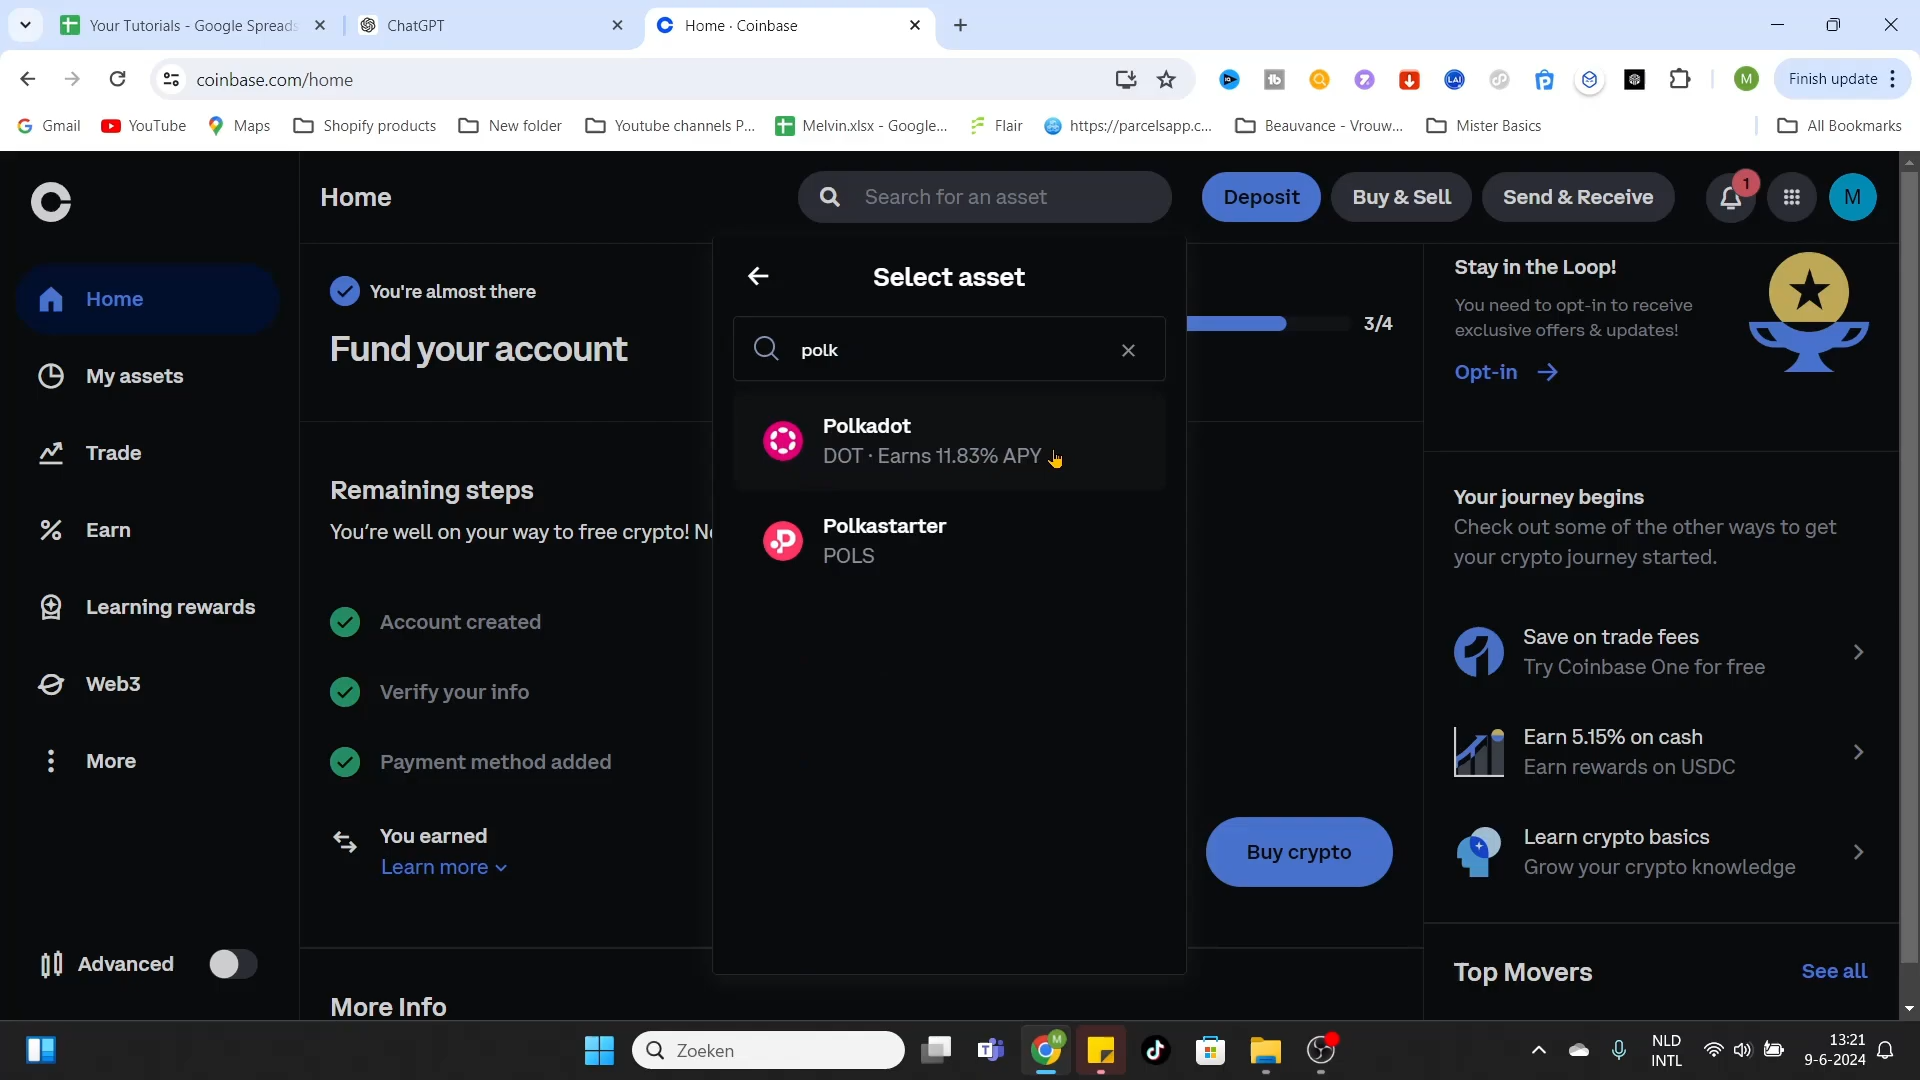 Your Tutorials - Google Spreads
ChatGPT
Home · Coinbase
coinbase.com/home
Finish update
M
Gmail
YouTube
Maps
Shopify products
New folder
Youtube channels P...
Melvin.xlsx - Google...
Flair
https://parcelsapp.c...
Beauvance - Vrouw...
Mister Basics
All Bookmarks
Home
Search for an asset
Deposit
Buy & Sell
Send & Receive
1
M
Home
My assets
Trade
Earn
Learning rewards
Web3
More
Advanced
You're almost there
Fund your account
3/4
Remaining steps
You're well on your way to free crypto!
Account created
Verify your info
Payment method added
You earned
Learn more
Buy crypto
More Info
Select asset
polk
Polkadot
DOT · Earns 11.83% APY
Polkastarter
POLS
Stay in the Loop!
You need to opt-in to receive
exclusive offers & updates!
Opt-in
Your journey begins
Check out some of the other ways to get
your crypto journey started.
Save on trade fees
Try Coinbase One for free
Earn 5.15% on cash
Earn rewards on USDC
Learn crypto basics
Grow your crypto knowledge
Top Movers
See all
Zoeken
NLD
INTL
13:21
9-6-2024